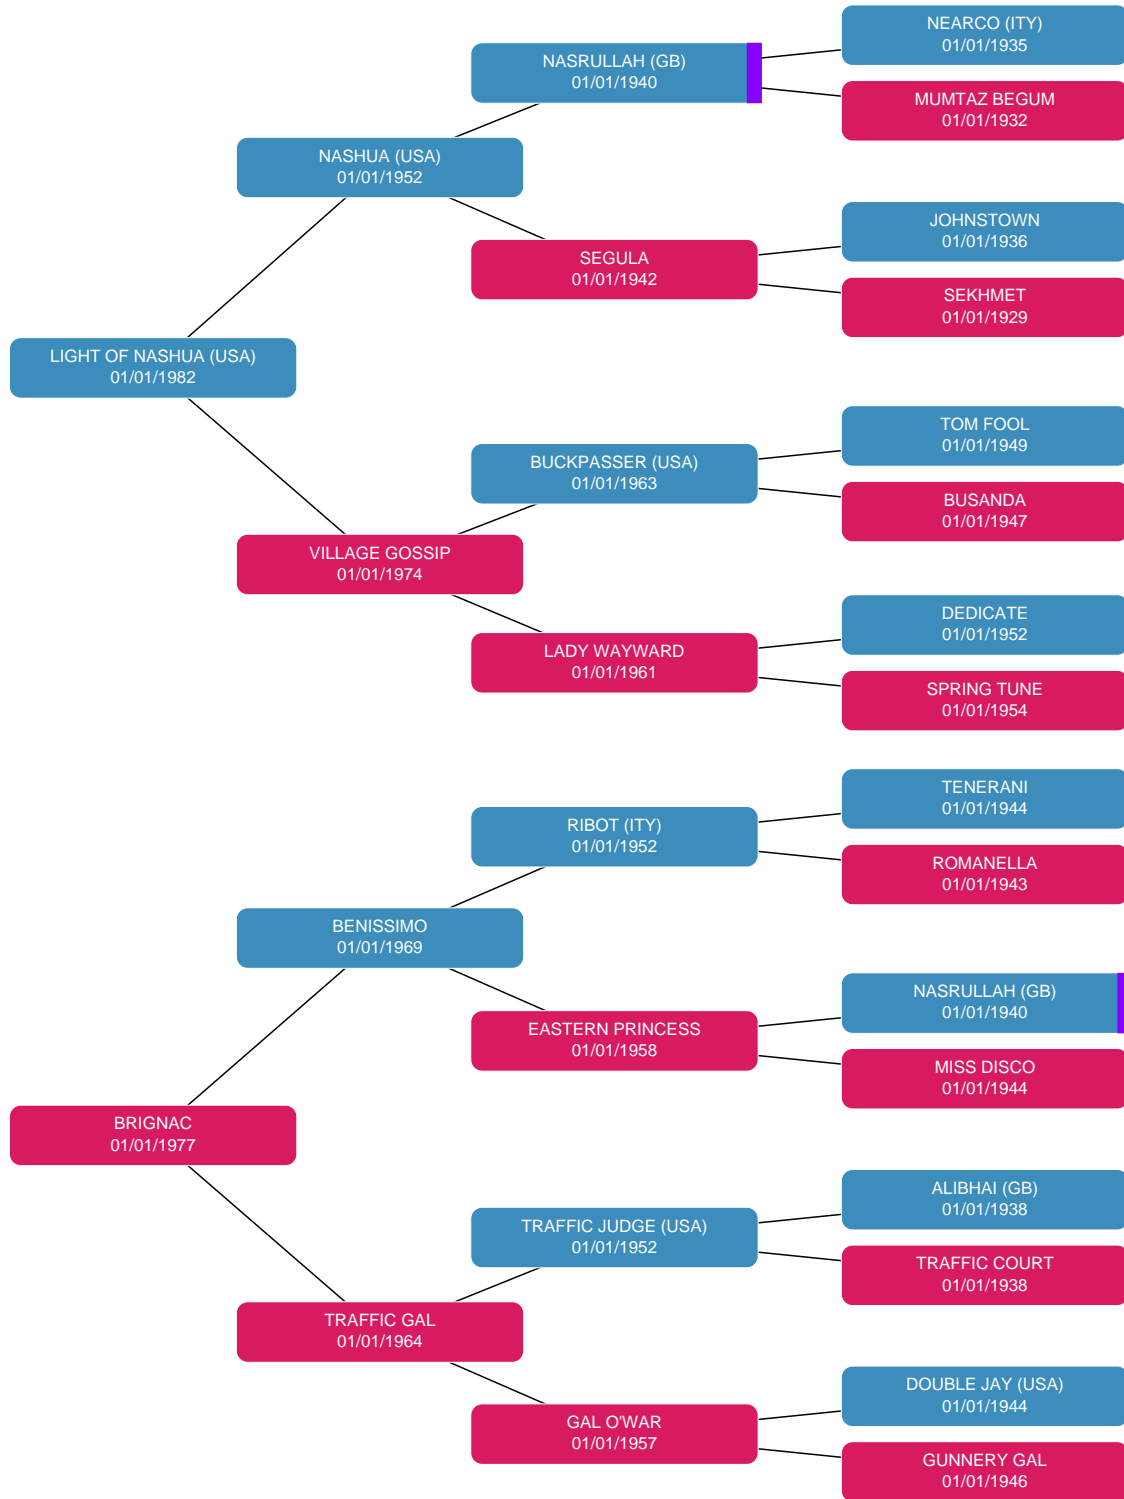 NEARCO (ITY)
01/01/1935
NASRULLAH (GB)
01/01/1940
MUMTAZ BEGUM
01/01/1932
NASHUA (USA)
01/01/1952
JOHNSTOWN
01/01/1936
SEGULA
01/01/1942
SEKHMET
01/01/1929
LIGHT OF NASHUA (USA)
01/01/1982
TOM FOOL
01/01/1949
BUCKPASSER (USA)
01/01/1963
BUSANDA
01/01/1947
VILLAGE GOSSIP
01/01/1974
DEDICATE
01/01/1952
LADY WAYWARD
01/01/1961
SPRING TUNE
01/01/1954
TENERANI
01/01/1944
RIBOT (ITY)
01/01/1952
ROMANELLA
01/01/1943
BENISSIMO
01/01/1969
NASRULLAH (GB)
01/01/1940
EASTERN PRINCESS
01/01/1958
MISS DISCO
01/01/1944
BRIGNAC
01/01/1977
ALIBHAI (GB)
01/01/1938
TRAFFIC JUDGE (USA)
01/01/1952
TRAFFIC COURT
01/01/1938
TRAFFIC GAL
01/01/1964
DOUBLE JAY (USA)
01/01/1944
GAL O'WAR
01/01/1957
GUNNERY GAL
01/01/1946